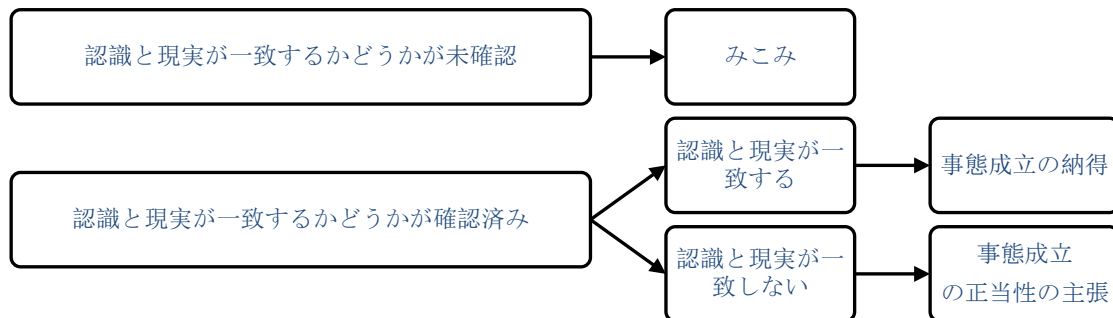 認識と現実が一致するかどうかが未確認
みこみ
認識と現実が一致するかどうかが確認済み
認識と現実が一
致する
事態成立の納得
認識と現実が一
致しない
事態成立
の正当性の主張